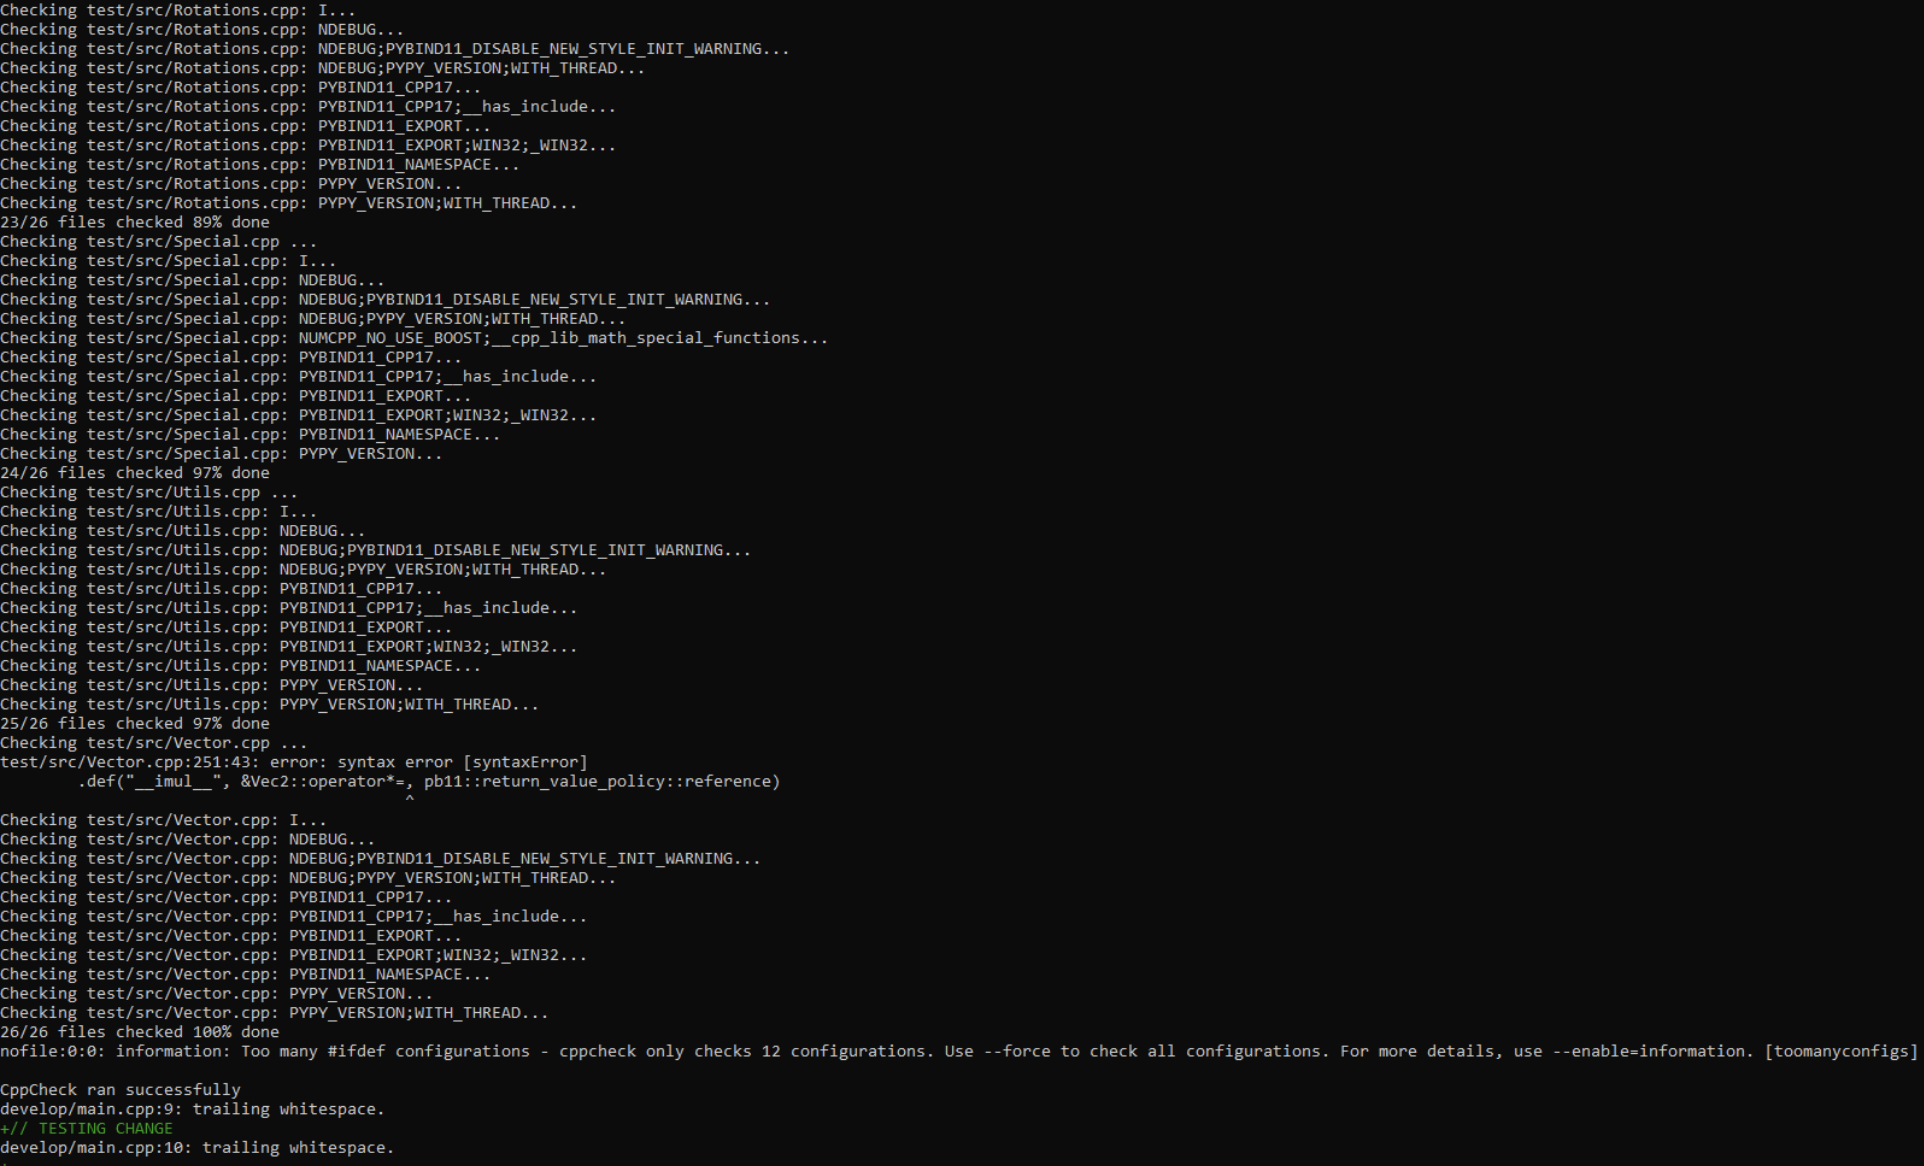 Checking test/src/Rotations.cpp: I...
Checking test/src/Rotations.cpp: NDEBUG...
Checking test/src/Rotations.cpp: NDEBUG;PYBIND11_DISABLE_NEW_STYLE_INIT_WARNING...
Checking test/src/Rotations.cpp: NDEBUG;PYPY_VERSION;WITH_THREAD...
Checking test/src/Rotations.cpp: PYBIND11_CPP17...
Checking test/src/Rotations.cpp: PYBIND11_CPP17;__has_include...
Checking test/src/Rotations.cpp: PYBIND11_EXPORT...
Checking test/src/Rotations.cpp: PYBIND11_EXPORT;WIN32;_WIN32...
Checking test/src/Rotations.cpp: PYBIND11_NAMESPACE...
Checking test/src/Rotations.cpp: PYPY_VERSION...
Checking test/src/Rotations.cpp: PYPY_VERSION;WITH_THREAD...
23/26 files checked 89% done
Checking test/src/Special.cpp ...
Checking test/src/Special.cpp: I...
Checking test/src/Special.cpp: NDEBUG...
Checking test/src/Special.cpp: NDEBUG;PYBIND11_DISABLE_NEW_STYLE_INIT_WARNING...
Checking test/src/Special.cpp: NDEBUG;PYPY_VERSION;WITH_THREAD...
Checking test/src/Special.cpp: NUMCPP_NO_USE_BOOST;__cpp_lib_math_special_functions...
Checking test/src/Special.cpp: PYBIND11_CPP17...
Checking test/src/Special.cpp: PYBIND11_CPP17;__has_include...
Checking test/src/Special.cpp: PYBIND11_EXPORT...
Checking test/src/Special.cpp: PYBIND11_EXPORT;WIN32;_WIN32...
Checking test/src/Special.cpp: PYBIND11_NAMESPACE...
Checking test/src/Special.cpp: PYPY_VERSION...
24/26 files checked 97% done
Checking test/src/Utils.cpp ...
Checking test/src/Utils.cpp: I...
Checking test/src/Utils.cpp: NDEBUG...
Checking test/src/Utils.cpp: NDEBUG;PYBIND11_DISABLE_NEW_STYLE_INIT_WARNING...
Checking test/src/Utils.cpp: NDEBUG;PYPY_VERSION;WITH_THREAD...
Checking test/src/Utils.cpp: PYBIND11_CPP17...
Checking test/src/Utils.cpp: PYBIND11_CPP17;__has_include...
Checking test/src/Utils.cpp: PYBIND11_EXPORT...
Checking test/src/Utils.cpp: PYBIND11_EXPORT;WIN32;_WIN32...
Checking test/src/Utils.cpp: PYBIND11_NAMESPACE...
Checking test/src/Utils.cpp: PYPY_VERSION...
Checking test/src/Utils.cpp: PYPY_VERSION;WITH_THREAD...
25/26 files checked 97% done
Checking test/src/Vector.cpp ...
test/src/Vector.cpp:251:43: error: syntax error [syntaxError]
        .def("__imul__", &Vec2::operator*=, pb11::return_value_policy::reference)
                                          ^
Checking test/src/Vector.cpp: I...
Checking test/src/Vector.cpp: NDEBUG...
Checking test/src/Vector.cpp: NDEBUG;PYBIND11_DISABLE_NEW_STYLE_INIT_WARNING...
Checking test/src/Vector.cpp: NDEBUG;PYPY_VERSION;WITH_THREAD...
Checking test/src/Vector.cpp: PYBIND11_CPP17...
Checking test/src/Vector.cpp: PYBIND11_CPP17;__has_include...
Checking test/src/Vector.cpp: PYBIND11_EXPORT...
Checking test/src/Vector.cpp: PYBIND11_EXPORT;WIN32;_WIN32...
Checking test/src/Vector.cpp: PYBIND11_NAMESPACE...
Checking test/src/Vector.cpp: PYPY_VERSION...
Checking test/src/Vector.cpp: PYPY_VERSION;WITH_THREAD...
26/26 files checked 100% done
nofile:0:0: information: Too many #ifdef configurations - cppcheck only checks 12 configurations. Use --force to check all configurations. For more details, use --enable=information. [toomanyconfigs]

CppCheck ran successfully
develop/main.cpp:9: trailing whitespace.
+// TESTING CHANGE
develop/main.cpp:10: trailing whitespace.